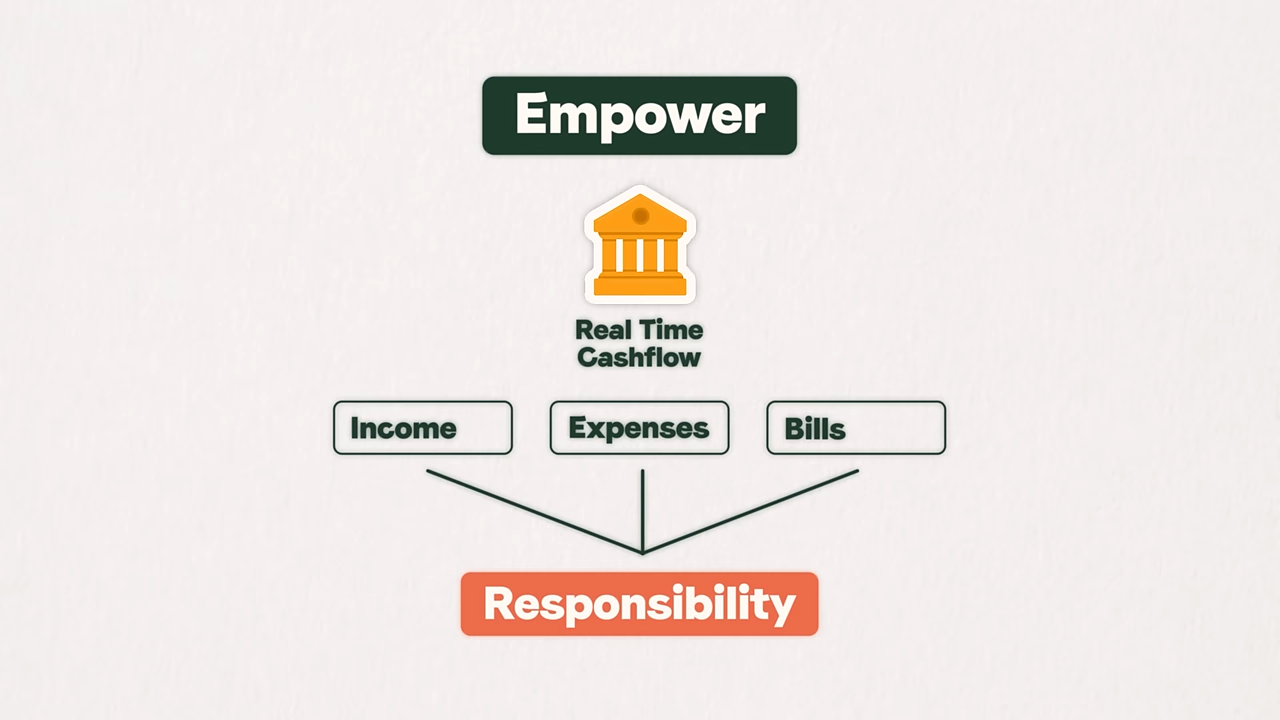 Empower
Real Time
Cashflow
Income
Expenses
Bills
Responsibility